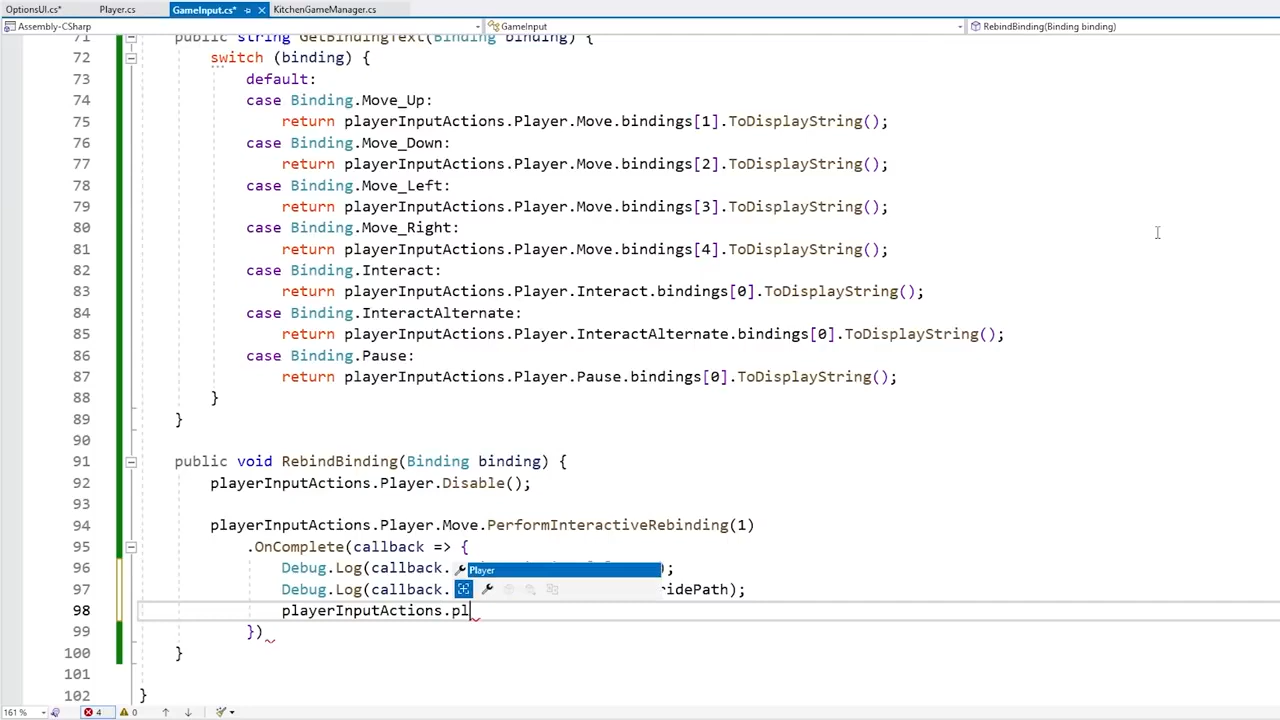 OptionsUI.cs*
Player.cs
GameInput.cs*
KitchenGameManager.cs
Assembly-CSharp
GameInput
RebindBinding(Binding binding)
71 public string GetBindingText(Binding binding) {
72 switch (binding) {
73 default:
74 case Binding.Move_Up:
75 return playerInputActions.Player.Move.bindings[1].ToDisplayString();
76 case Binding.Move_Down:
77 return playerInputActions.Player.Move.bindings[2].ToDisplayString();
78 case Binding.Move_Left:
79 return playerInputActions.Player.Move.bindings[3].ToDisplayString();
80 case Binding.Move_Right:
81 return playerInputActions.Player.Move.bindings[4].ToDisplayString();
82 case Binding.Interact:
83 return playerInputActions.Player.Interact.bindings[0].ToDisplayString();
84 case Binding.InteractAlternate:
85 return playerInputActions.Player.InteractAlternate.bindings[0].ToDisplayString();
86 case Binding.Pause:
87 return playerInputActions.Player.Pause.bindings[0].ToDisplayString();
88 }
89 }
90
91 public void RebindBinding(Binding binding) {
92 playerInputActions.Player.Disable();
93
94 playerInputActions.Player.Move.PerformInteractiveRebinding(1)
95 .OnComplete(callback => {
96 Debug.Log(callback. Player );
97 Debug.Log(callback. ridePath);
98 playerInputActions.pl
99 })
100 }
101
102 }
161 % 4 0